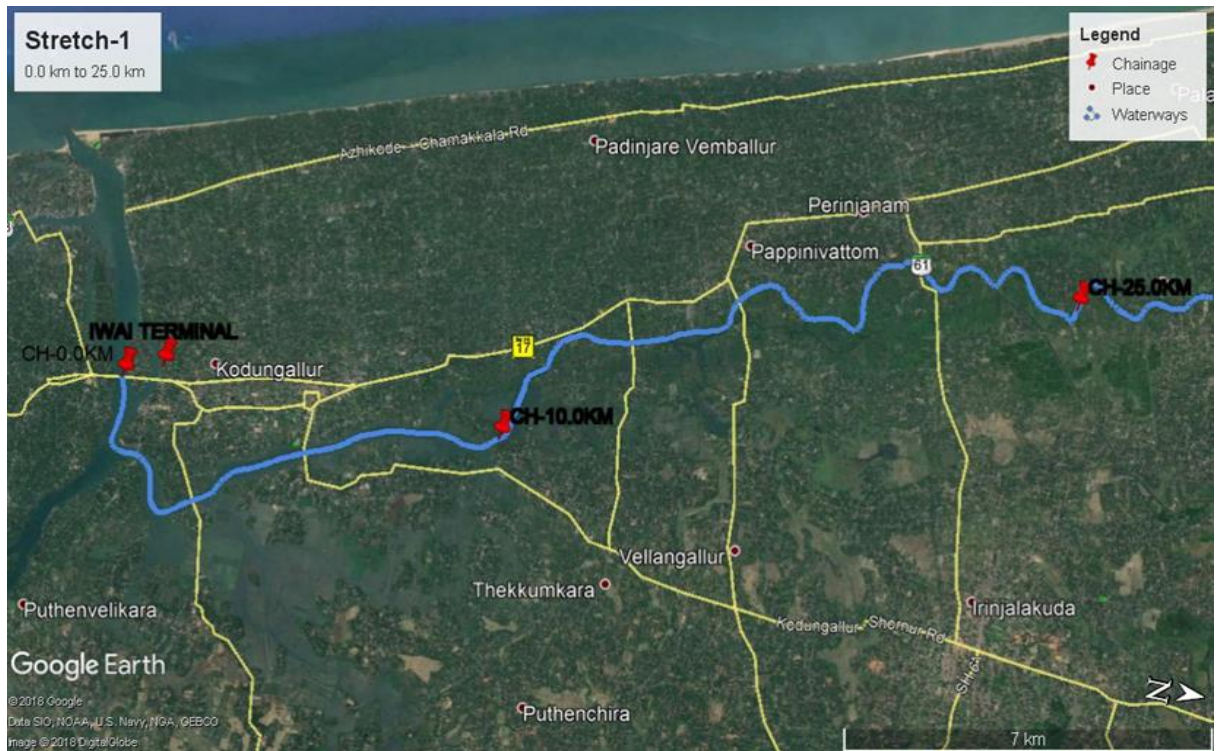 Stretch-1
0.0 km to 25.0 km
Legend
Chainage
Place
Waterways
Azhikode - Chamakkala Rd
Padinjare Vemballur
Perinjanam
Pappinivattom
61
CH-25.0KM
IWAI TERMINAL
CH-0.0KM
Kodungallur
17
CH-10.0KM
Vellangallur
Thekkumkara
Puthenvelikara
Irinjalakuda
Kodungallur - Shornur Rd
Puthenchira
Google Earth
© 2018 Google
Data SIO, NOAA, U.S. Navy, NGA, GEBCO
Image © 2018 DigitalGlobe
N
7 km